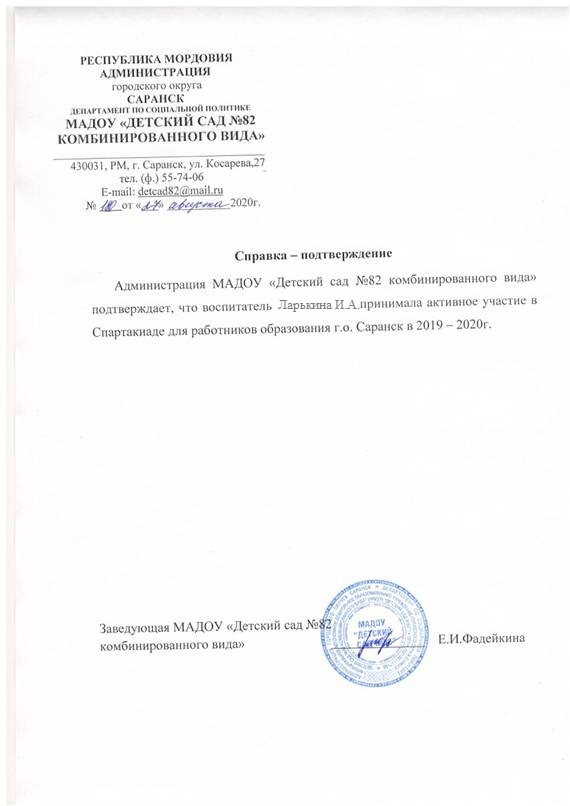 РЕСПУБЛИКА МОРДОВИЯ
АДМИНИСТРАЦИЯ
городского округа
САРАНСК
ДЕПАРТАМЕНТ ПО СОЦИАЛЬНОЙ ПОЛИТИКЕ
МАДОУ «ДЕТСКИЙ САД №82
КОМБИНИРОВАННОГО ВИДА»
430031, РМ, г. Саранск, ул. Косарева,27
тел. (ф.) 55-74-06
E-mail: detcad82@mail.ru
№ от «27» августа 2020г.
Справка – подтверждение
Администрация МАДОУ «Детский сад №82 комбинированного вида»
подтверждает, что воспитатель Ларькина И.А.принимала активное участие в
Спартакиаде для работников образования г.о. Саранск в 2019 – 2020г.
Заведующая МАДОУ «Детский сад №82
комбинированного вида» Е.И.Фадейкина
МАДОУ
"ДЕТСКИЙ